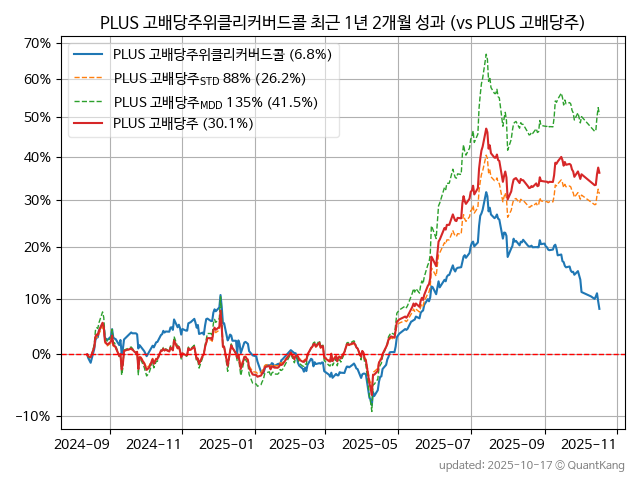 PLUS 고배당주위클리커버드콜 최근 1년 2개월 성과 (vs PLUS 고배당주)
70%
60%
50%
40%
30%
20%
10%
0%
−10%
PLUS 고배당주위클리커버드콜 (6.8%)
PLUS 고배당주STD 88% (26.2%)
PLUS 고배당주MDD 135% (41.5%)
PLUS 고배당주 (30.1%)
2024-09 2024-11 2025-01 2025-03 2025-05 2025-07 2025-09 2025-11
updated: 2025-10-17 © QuantKang